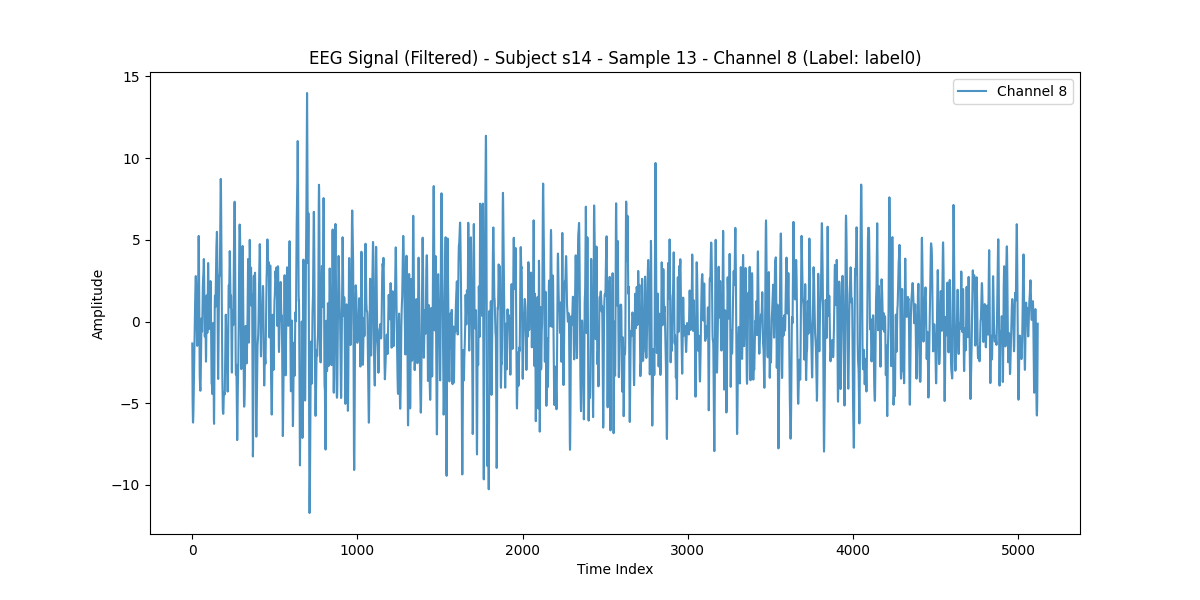 EEG Signal (Filtered) - Subject s14 - Sample 13 - Channel 8 (Label: label0)
Channel 8
15
10
5
0
−5
−10
Amplitude
0 1000 2000 3000 4000 5000
Time Index